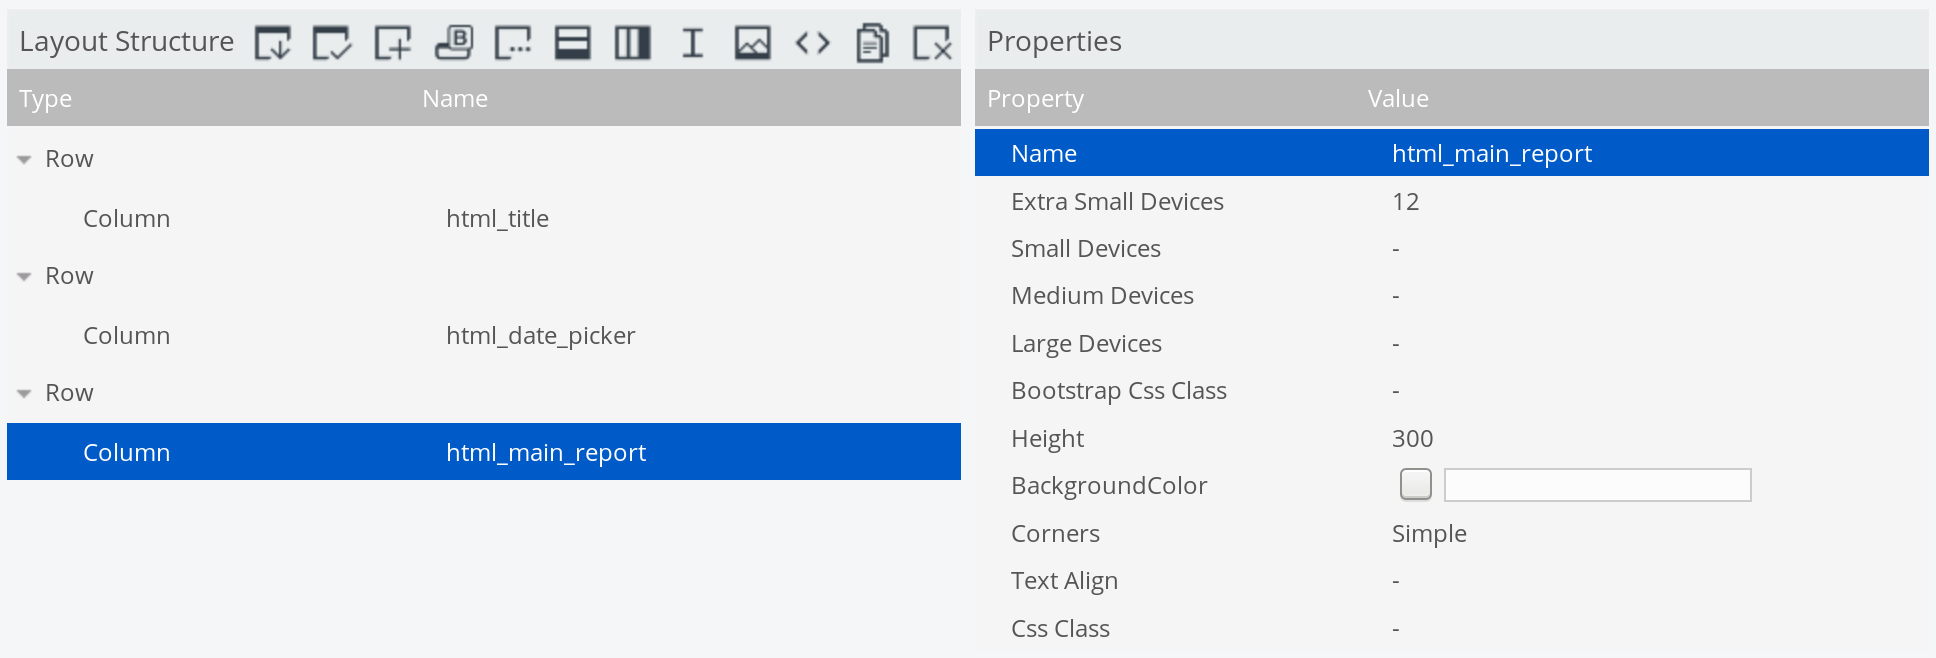 Layout Structure
Type Name
Row
Column html_title
Row
Column html_date_picker
Row
Column html_main_report
Properties
Property Value
Name html_main_report
Extra Small Devices 12
Small Devices -
Medium Devices -
Large Devices -
Bootstrap Css Class -
Height 300
BackgroundColor
Corners Simple
Text Align -
Css Class -